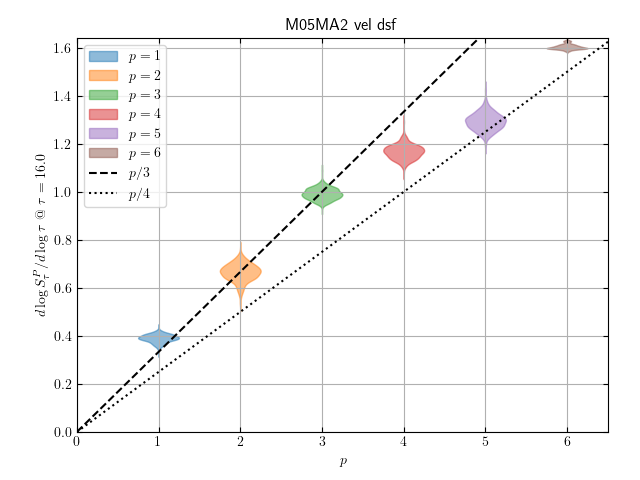 M05MA2 vel dsf
1.6
1.4
1.2
1.0
0.8
0.6
0.4
0.2
0.0
d log S_τ^P / d log τ @ τ = 16.0
p = 1
p = 2
p = 3
p = 4
p = 5
p = 6
p/3
p/4
0 1 2 3 4 5 6
p